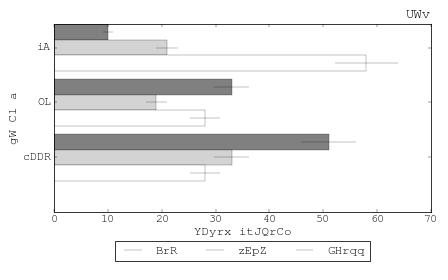 UWv
iA
OL
cDDR
gW Cl a
0 10 20 30 40 50 60 70
YDyrx itJQrCo
BrR zEpZ GHrqq